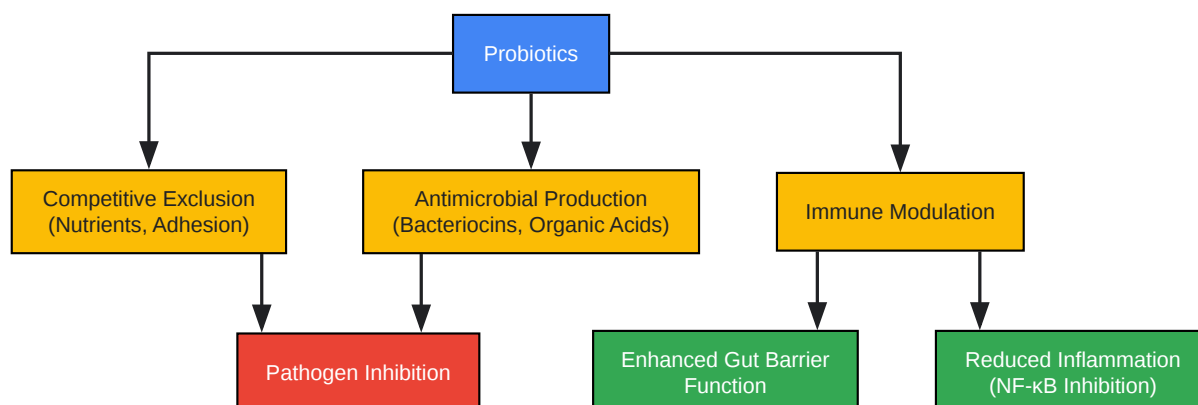 Probiotics
Competitive Exclusion
(Nutrients, Adhesion)
Antimicrobial Production
(Bacteriocins, Organic Acids)
Immune Modulation
Pathogen Inhibition
Enhanced Gut Barrier
Function
Reduced Inflammation
(NF-κB Inhibition)